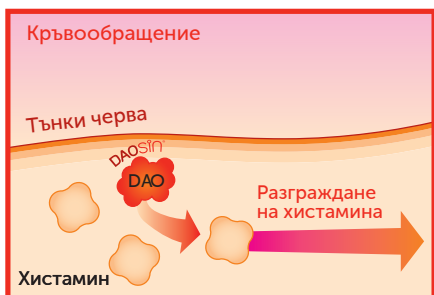 Кръвообращение
Тънки черва
DAOSiN®
DAO
Разграждане
на хистамина
Хистамин